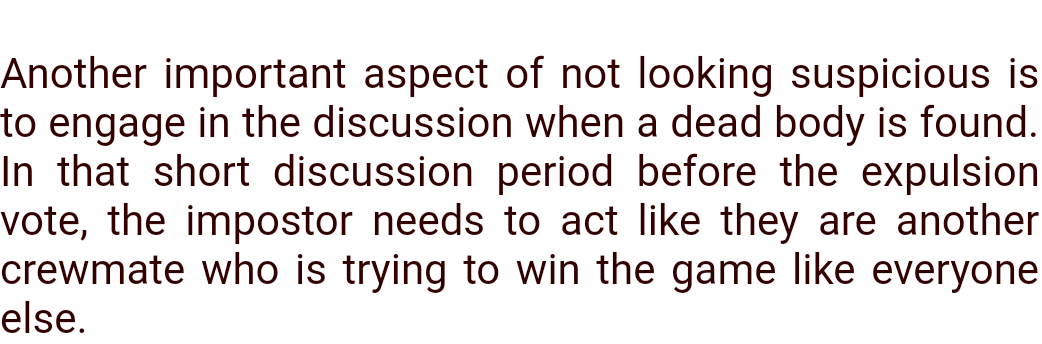 Another important aspect of not looking suspicious is
to engage in the discussion when a dead body is found.
In that short discussion period before the expulsion
vote, the impostor needs to act like they are another
crewmate who is trying to win the game like everyone
else.